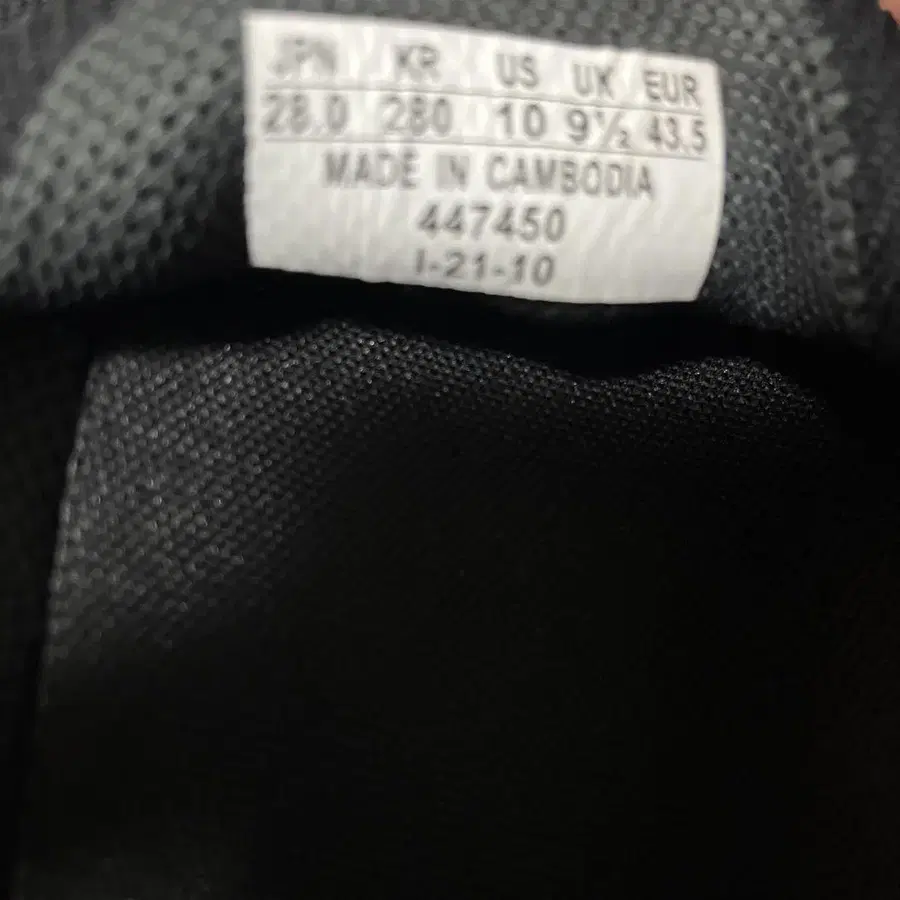 JPN KR US UK EUR
28.0 280 10 9½ 43.5
MADE IN CAMBODIA
447450
I-21-10